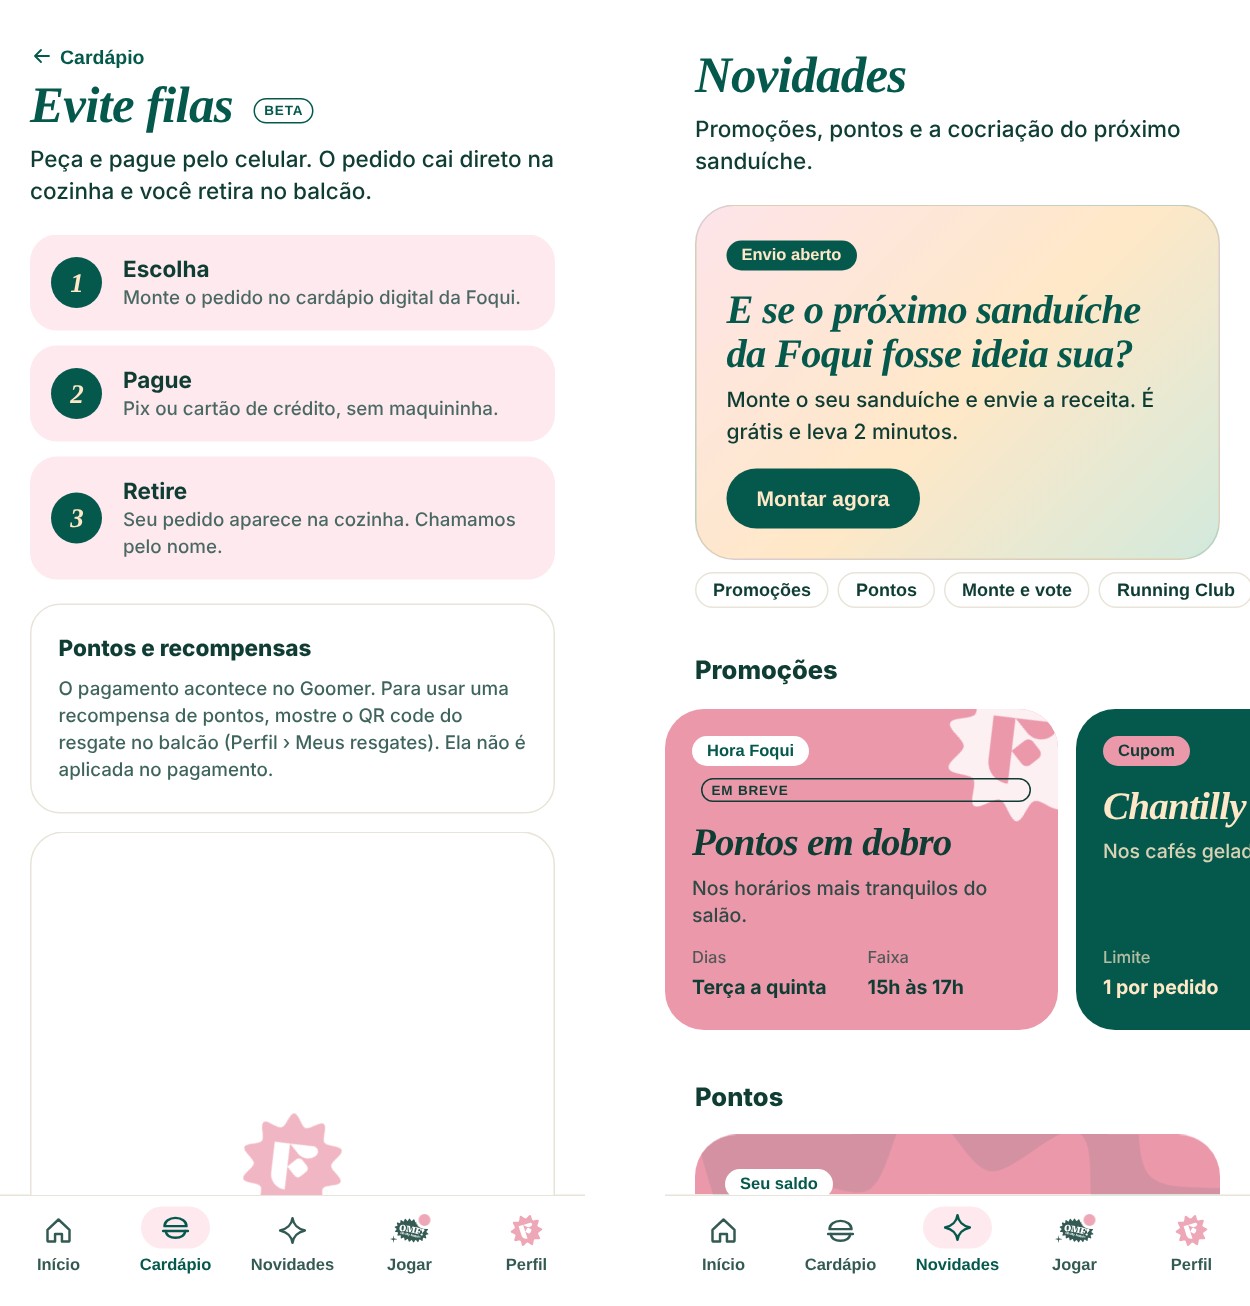 Cardápio
Evite filas BETA
Peça e pague pelo celular. O pedido cai direto na
cozinha e você retira no balcão.
1
Escolha
Monte o pedido no cardápio digital da Foqui.
2
Pague
Pix ou cartão de crédito, sem maquininha.
3
Retire
Seu pedido aparece na cozinha. Chamamos
pelo nome.
Pontos e recompensas
O pagamento acontece no Goomer. Para usar uma
recompensa de pontos, mostre o QR code do
resgate no balcão (Perfil › Meus resgates). Ela não é
aplicada no pagamento.
F
Início
Cardápio
Novidades
OMG!
Jogar
Perfil
Novidades
Promoções, pontos e a cocriação do próximo
sanduíche.
Envio aberto
E se o próximo sanduíche
da Foqui fosse ideia sua?
Monte o seu sanduíche e envie a receita. É
grátis e leva 2 minutos.
Montar agora
Promoções
Pontos
Monte e vote
Running Club
Promoções
Hora Foqui
EM BREVE
Pontos em dobro
Nos horários mais tranquilos do
salão.
Dias
Faixa
Terça a quinta
15h às 17h
Cupom
Chantilly
Nos cafés gelad
Limite
1 por pedido
Pontos
Seu saldo
Início
Cardápio
Novidades
OMG!
Jogar
Perfil